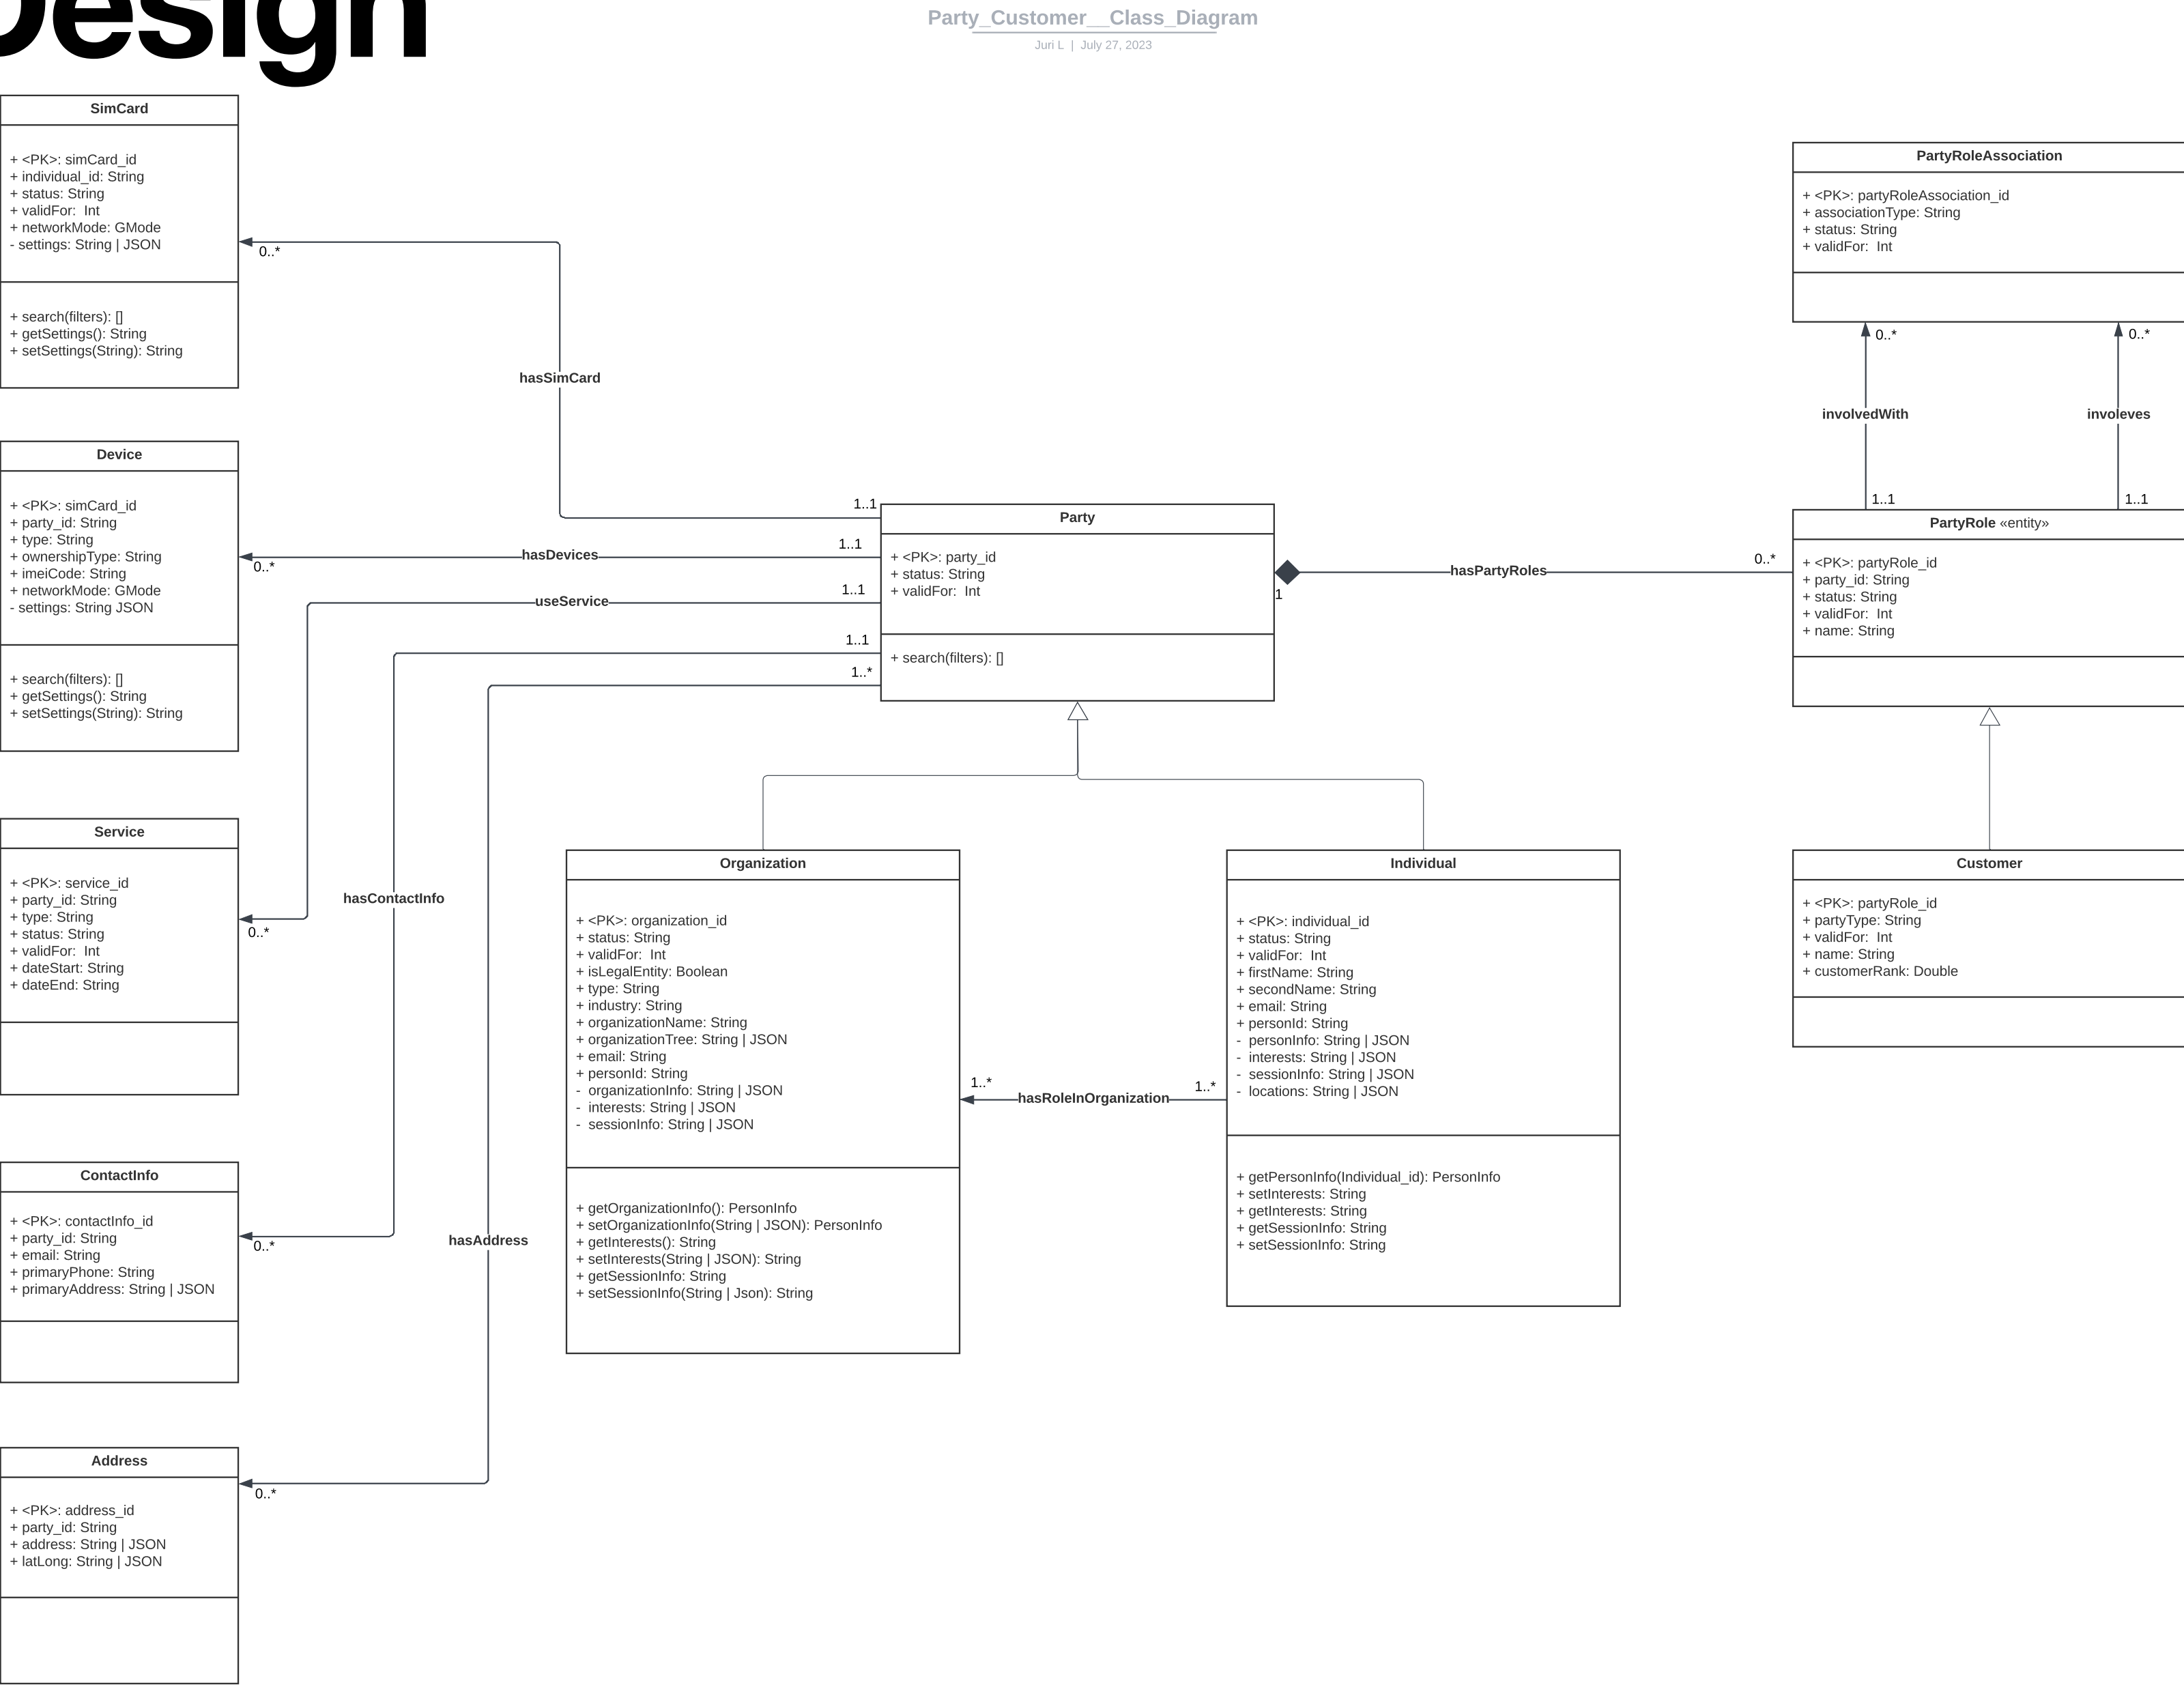 Design
Party_Customer__Class_Diagram
Juri L | July 27, 2023
SimCard
+ <PK>: simCard_id
+ individual_id: String
+ status: String
+ validFor:  Int
+ networkMode: GMode
- settings: String | JSON
+ search(filters): []
+ getSettings(): String
+ setSettings(String): String
0..*
hasSimCard
1..1
Device
+ <PK>: simCard_id
+ party_id: String
+ type: String
+ ownershipType: String
+ imeiCode: String
+ networkMode: GMode
- settings: String JSON
+ search(filters): []
+ getSettings(): String
+ setSettings(String): String
0..*
hasDevices
1..1
Service
+ <PK>: service_id
+ party_id: String
+ type: String
+ status: String
+ validFor:  Int
+ dateStart: String
+ dateEnd: String
0..*
useService
1..1
ContactInfo
+ <PK>: contactInfo_id
+ party_id: String
+ email: String
+ primaryPhone: String
+ primaryAddress: String | JSON
0..*
hasContactInfo
1..1
Address
+ <PK>: address_id
+ party_id: String
+ address: String | JSON
+ latLong: String | JSON
0..*
hasAddress
1..*
Party
+ <PK>: party_id
+ status: String
+ validFor:  Int
+ search(filters): []
1
hasPartyRoles
0..*
Organization
+ <PK>: organization_id
+ status: String
+ validFor:  Int
+ isLegalEntity: Boolean
+ type: String
+ industry: String
+ organizationName: String
+ organizationTree: String | JSON
+ email: String
+ personId: String
-  organizationInfo: String | JSON
-  interests: String | JSON
-  sessionInfo: String | JSON
+ getOrganizationInfo(): PersonInfo
+ setOrganizationInfo(String | JSON): PersonInfo
+ getInterests(): String
+ setInterests(String | JSON): String
+ getSessionInfo: String
+ setSessionInfo(String | Json): String
1..*
hasRoleInOrganization
1..*
Individual
+ <PK>: individual_id
+ status: String
+ validFor:  Int
+ firstName: String
+ secondName: String
+ email: String
+ personId: String
-  personInfo: String | JSON
-  interests: String | JSON
-  sessionInfo: String | JSON
-  locations: String | JSON
+ getPersonInfo(Individual_id): PersonInfo
+ setInterests: String
+ getInterests: String
+ getSessionInfo: String
+ setSessionInfo: String
PartyRoleAssociation
+ <PK>: partyRoleAssociation_id
+ associationType: String
+ status: String
+ validFor:  Int
0..*
0..*
involvedWith
involeves
1..1
1..1
PartyRole «entity»
+ <PK>: partyRole_id
+ party_id: String
+ status: String
+ validFor:  Int
+ name: String
Customer
+ <PK>: partyRole_id
+ partyType: String
+ validFor:  Int
+ name: String
+ customerRank: Double